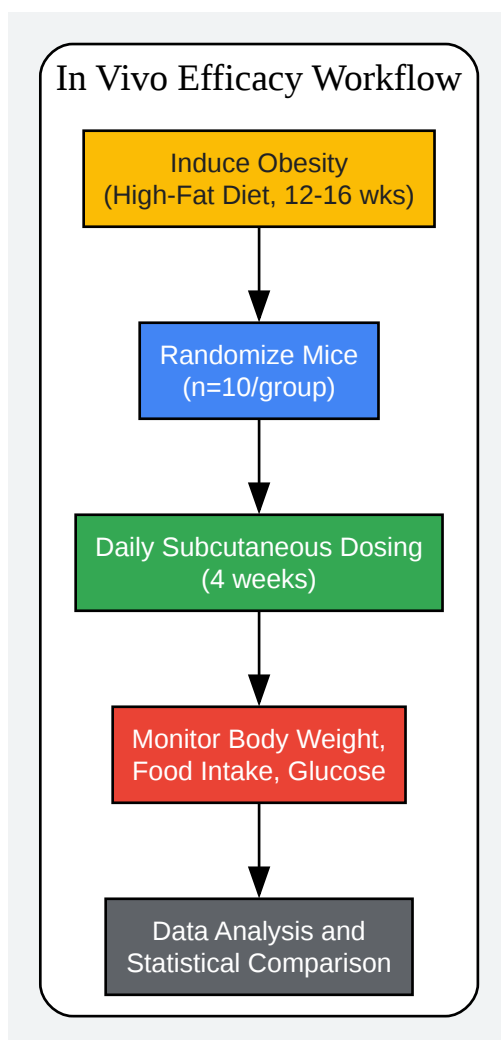 In Vivo Efficacy Workflow
Induce Obesity
(High-Fat Diet, 12-16 wks)
Randomize Mice
(n=10/group)
Daily Subcutaneous Dosing
(4 weeks)
Monitor Body Weight,
Food Intake, Glucose
Data Analysis and
Statistical Comparison